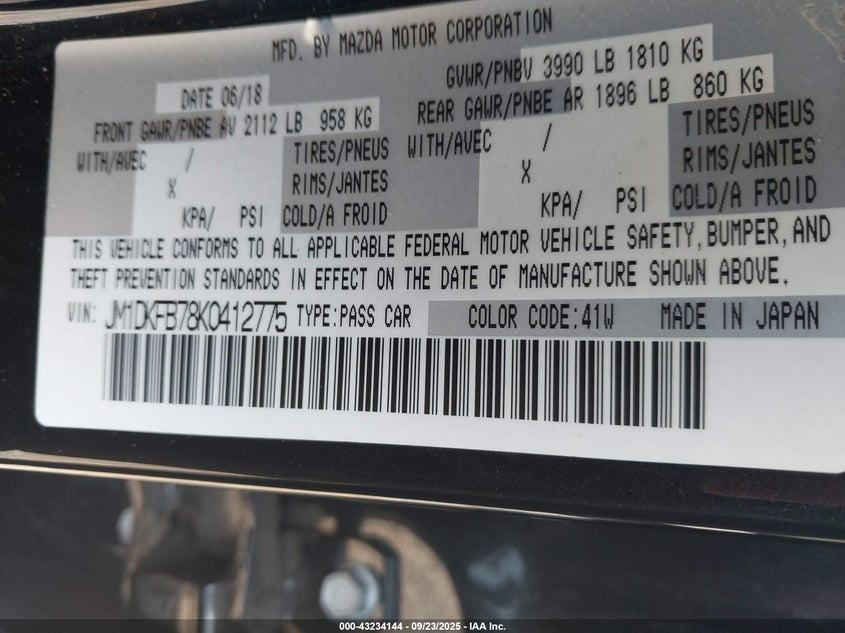 MFD. BY MAZDA MOTOR CORPORATION
DATE 06/18
GVWR/PNBV 3990 LB 1810 KG
FRONT GAWR/PNBE AV 2112 LB 958 KG
REAR GAWR/PNBE AR 1896 LB 860 KG
WITH/AVEC / TIRES/PNEUS WITH/AVEC / TIRES/PNEUS
X RIMS/JANTES X RIMS/JANTES
KPA/ PSI COLD/A FROID KPA/ PSI COLD/A FROID
THIS VEHICLE CONFORMS TO ALL APPLICABLE FEDERAL MOTOR VEHICLE SAFETY, BUMPER, AND
THEFT PREVENTION STANDARDS IN EFFECT ON THE DATE OF MANUFACTURE SHOWN ABOVE.
VIN: JM1DKFB78K0412775 TYPE:PASS CAR COLOR CODE:41W MADE IN JAPAN
000-43234144 - 09/23/2025 - IAA Inc.